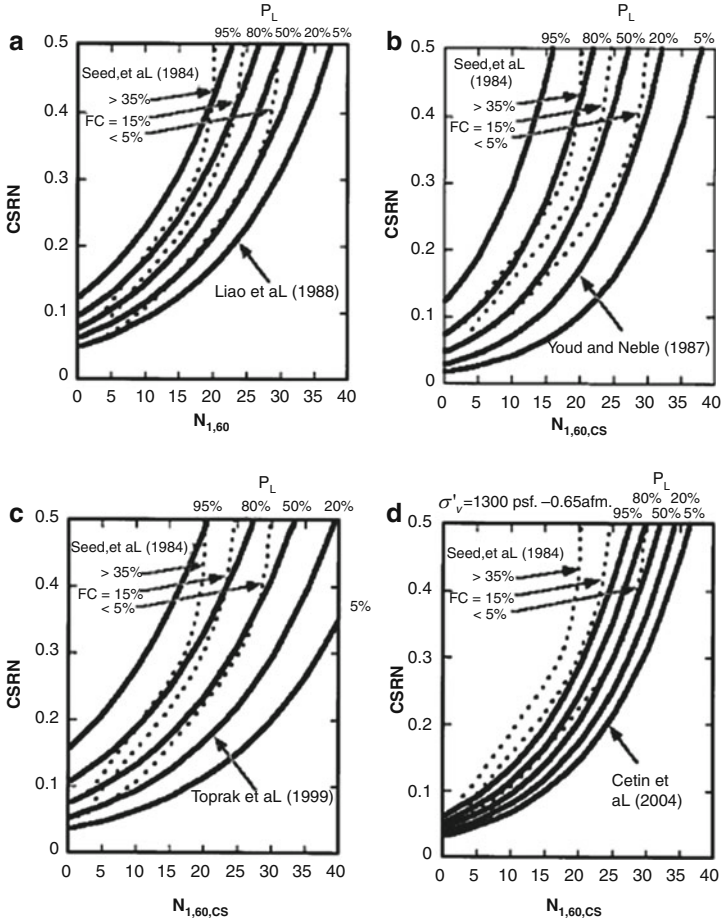 a
P_L
95% 80% 50% 20% 5%
0.5
0.4
0.3
0.2
0.1
0
CSRN
Seed,et aL (1984)
> 35%
FC = 15%
< 5%
Liao et aL (1988)
0 5 10 15 20 25 30 35 40
N1,60
b
P_L
95% 80% 50% 20% 5%
0.5
0.4
0.3
0.2
0.1
0
CSRN
Seed,et aL
(1984)
> 35%
FC = 15%
< 5%
Youd and Neble (1987)
0 5 10 15 20 25 30 35 40
N1,60,CS
c
P_L
95% 80% 50% 20%
5%
0.5
0.4
0.3
0.2
0.1
0
CSRN
Seed,et aL (1984)
> 35%
FC = 15%
< 5%
Toprak et aL (1999)
0 5 10 15 20 25 30 35 40
N1,60,CS
d
σ'v=1300 psf. –0.65afm.
P_L
80% 20%
95% 50% 5%
0.5
0.4
0.3
0.2
0.1
0
CSRN
Seed,et aL (1984)
> 35%
FC = 15%
< 5%
Cetin et
aL (2004)
0 5 10 15 20 25 30 35 40
N1,60,CS